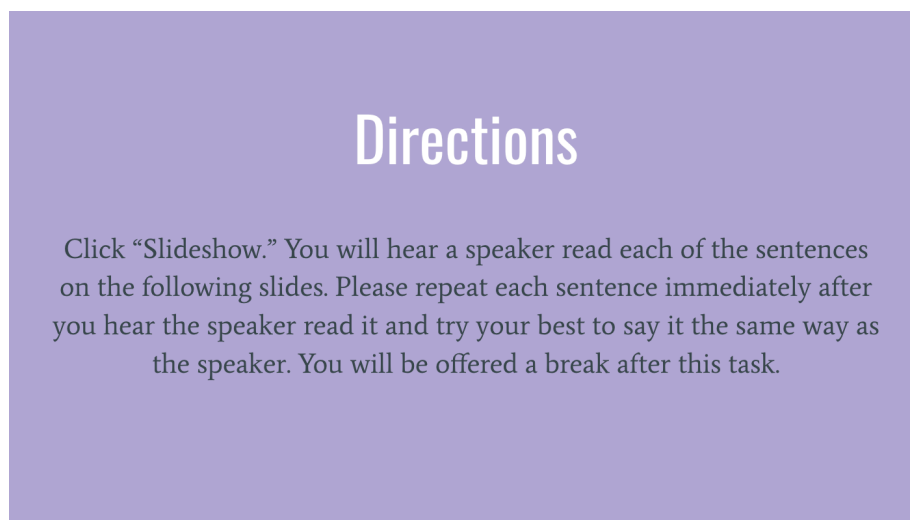 Directions
Click “Slideshow.” You will hear a speaker read each of the sentences
on the following slides. Please repeat each sentence immediately after
you hear the speaker read it and try your best to say it the same way as
the speaker. You will be offered a break after this task.